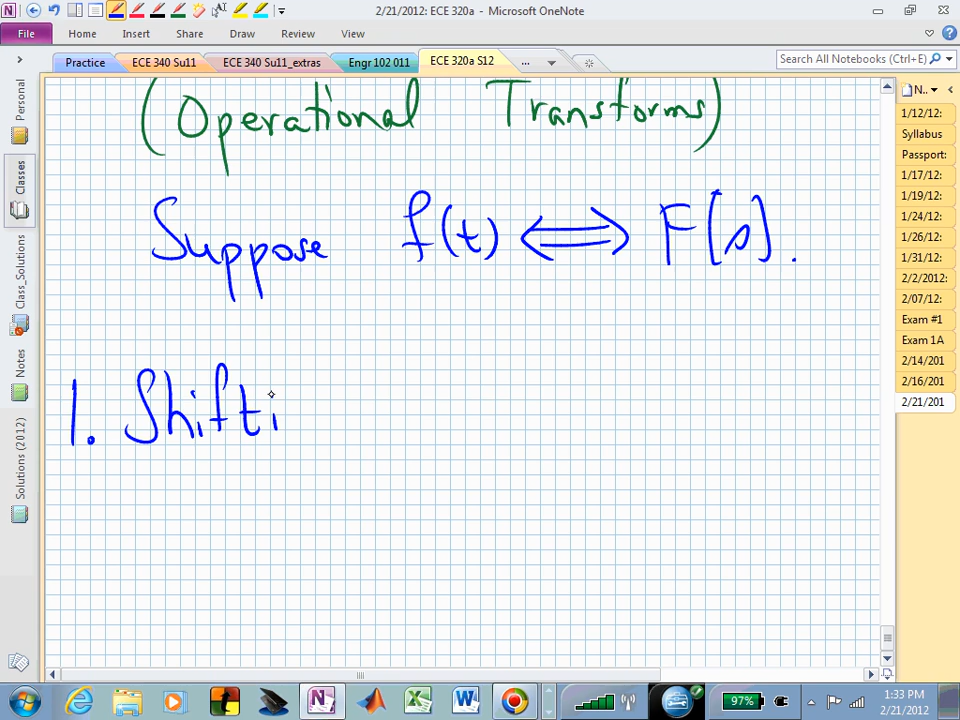 2/21/2012: ECE 320a - Microsoft OneNote
File Home Insert Share Draw Review View
Practice ECE 340 Su11 ECE 340 Su11_extras Engr 102 011 ECE 320a S12 ...
Search All Notebooks (Ctrl+E)
Personal
Classes
Class_Solutions
Notes
Solutions (2012)
(Operational Transforms)
Suppose f(t) ⟺ F[s].
1. Shifti
N..
1/12/12:
Syllabus
Passport:
1/17/12:
1/19/12:
1/24/12:
1/26/12:
1/31/12:
2/2/2012:
2/07/12:
Exam #1
Exam 1A
2/14/201
2/16/201
2/21/201
97%
1:33 PM
2/21/2012